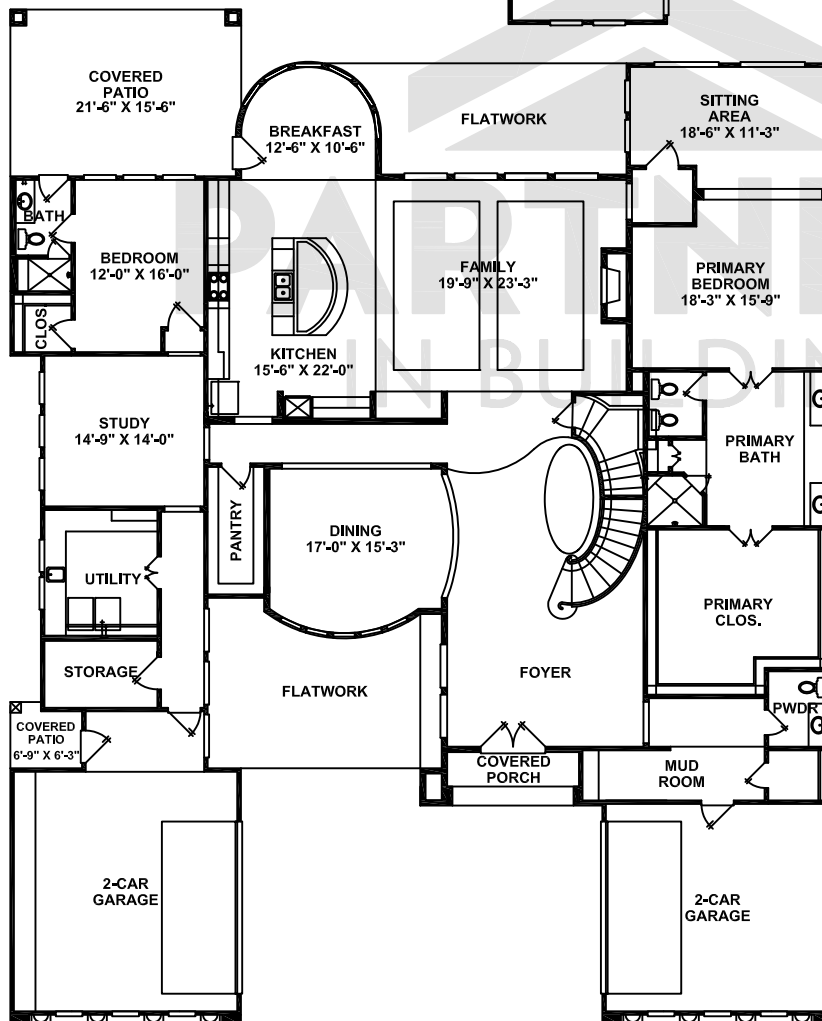 COVERED
PATIO
21'-6" X 15'-6"
BREAKFAST
12'-6" X 10'-6"
FLATWORK
SITTING
AREA
18'-6" X 11'-3"
BATH
BEDROOM
12'-0" X 16'-0"
CLOS.
FAMILY
19'-9" X 23'-3"
PRIMARY
BEDROOM
18'-3" X 15'-9"
KITCHEN
15'-6" X 22'-0"
IN BUILDIN
STUDY
14'-9" X 14'-0"
PRIMARY
BATH
PANTRY
DINING
17'-0" X 15'-3"
UTILITY
PRIMARY
CLOS.
STORAGE
FLATWORK
FOYER
PWDR
COVERED
PATIO
6'-9" X 6'-3"
COVERED
PORCH
MUD
ROOM
2-CAR
GARAGE
2-CAR
GARAGE